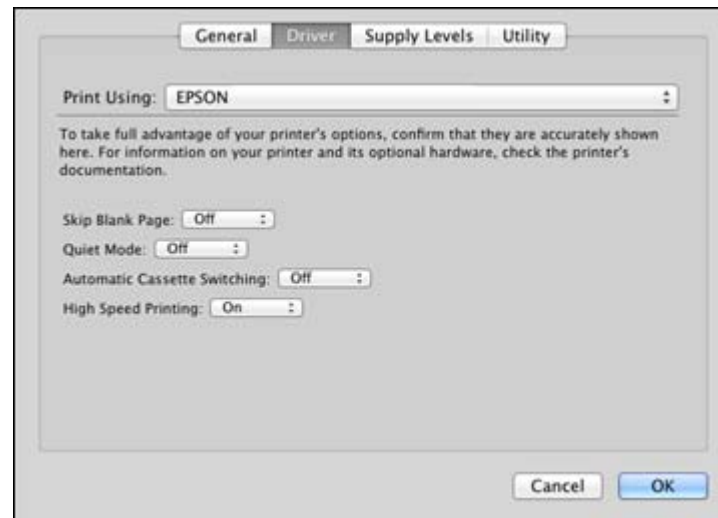 General Driver Supply Levels Utility
Print Using: EPSON
To take full advantage of your printer's options, confirm that they are accurately shown
here. For information on your printer and its optional hardware, check the printer's
documentation.
Skip Blank Page: Off
Quiet Mode: Off
Automatic Cassette Switching: Off
High Speed Printing: On
Cancel OK